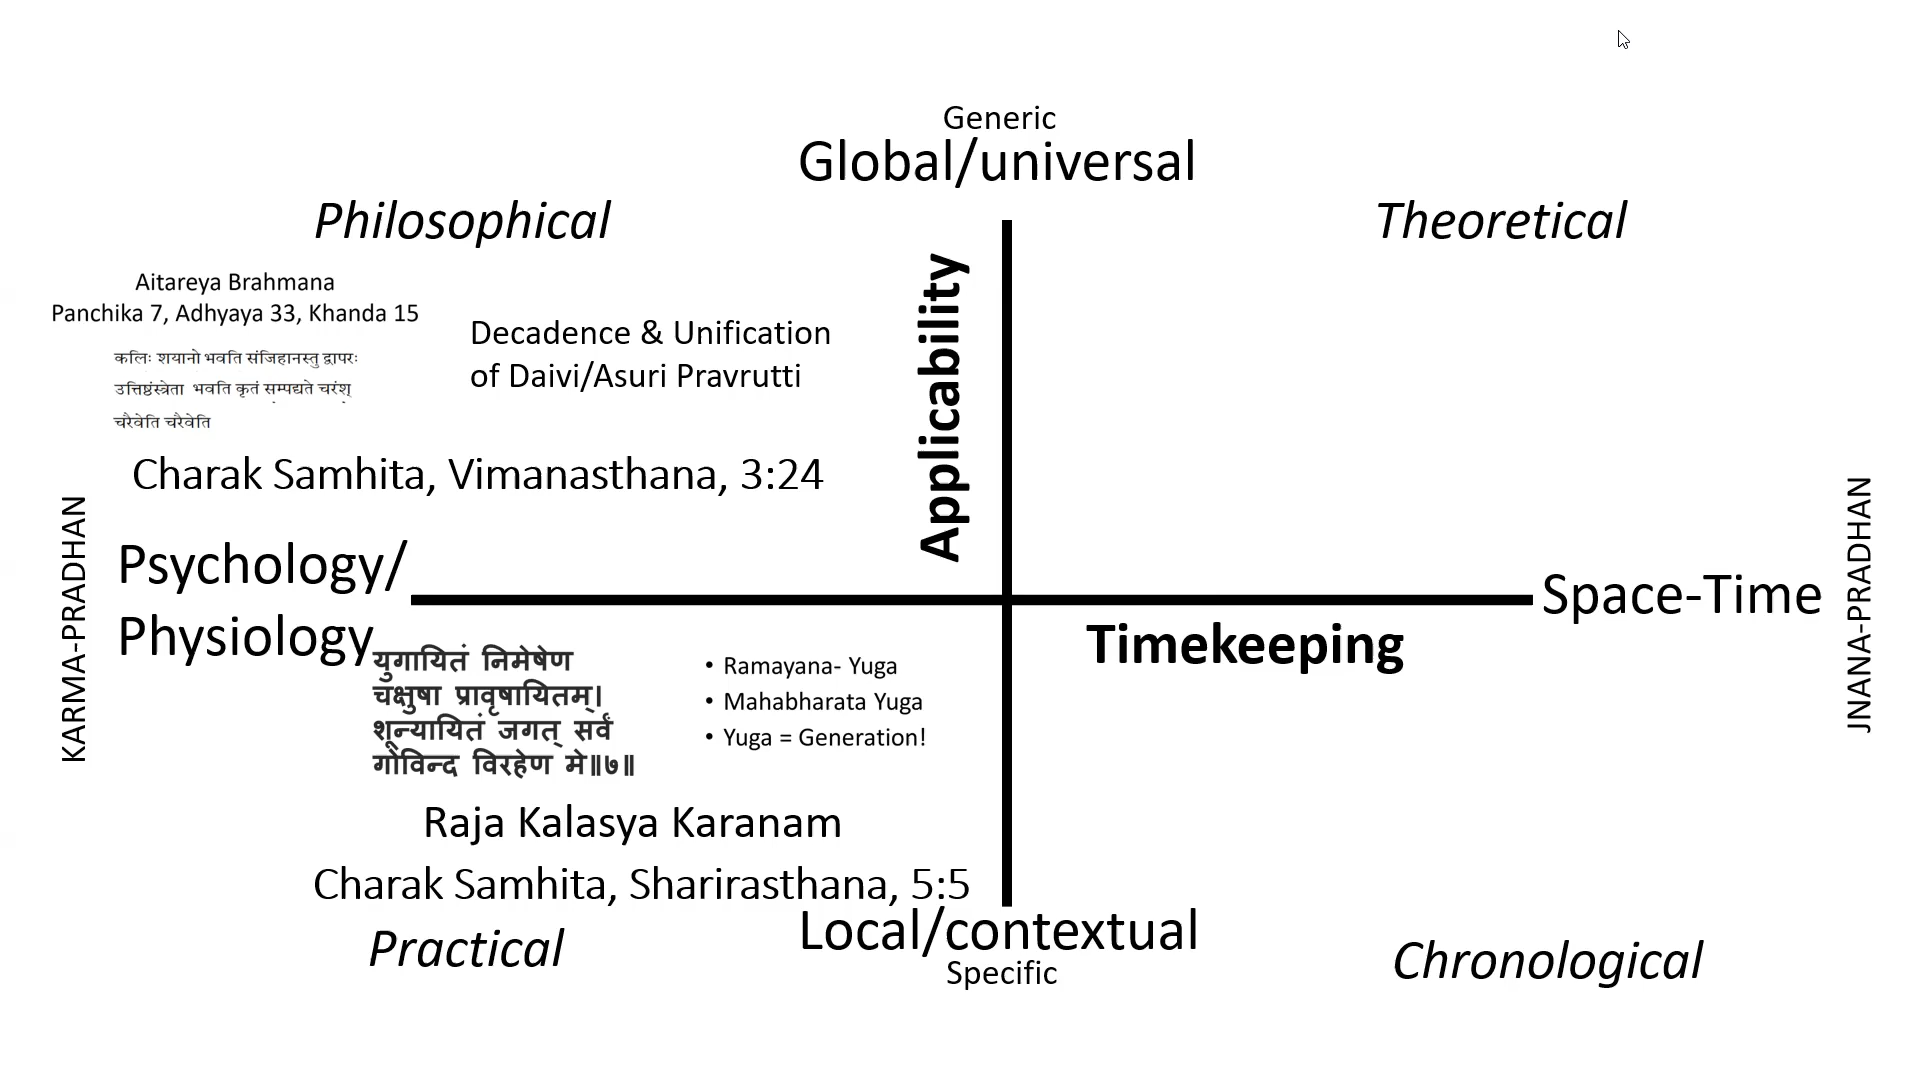 Generic
Global/universal
Philosophical
Theoretical
Applicability
Aitareya Brahmana
Panchika 7, Adhyaya 33, Khanda 15
कलिः शयानो भवति संजिहानस्तु द्वापरः
उत्तिष्ठंस्त्रेता भवति कृतं सम्पद्यते चरंश्
चरैवेति चरैवेति
Decadence & Unification
of Daivi/Asuri Pravrutti
Charak Samhita, Vimanasthana, 3:24
KARMA-PRADHAN
Psychology/
Physiology
Space-Time
JNANA-PRADHAN
Timekeeping
युगायितं निमेषेण
चक्षुषा प्रावृषायितम्।
शून्यायितं जगत् सर्वं
गोविन्द विरहेण मे॥७॥
• Ramayana- Yuga
• Mahabharata Yuga
• Yuga = Generation!
Raja Kalasya Karanam
Charak Samhita, Sharirasthana, 5:5
Practical
Local/contextual
Specific
Chronological